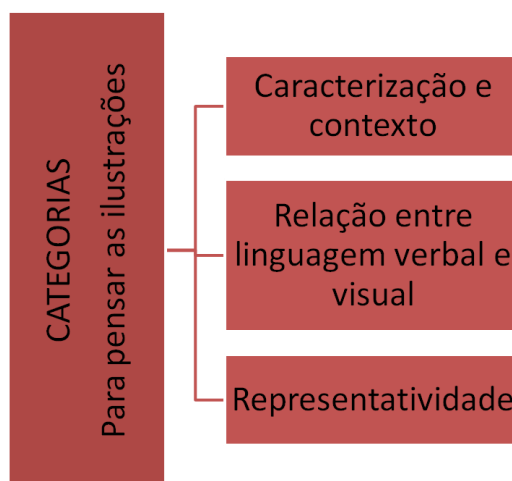 CATEGORIAS
Para pensar as ilustrações
Caracterização e
contexto
Relação entre
linguagem verbal e
visual
Representatividade